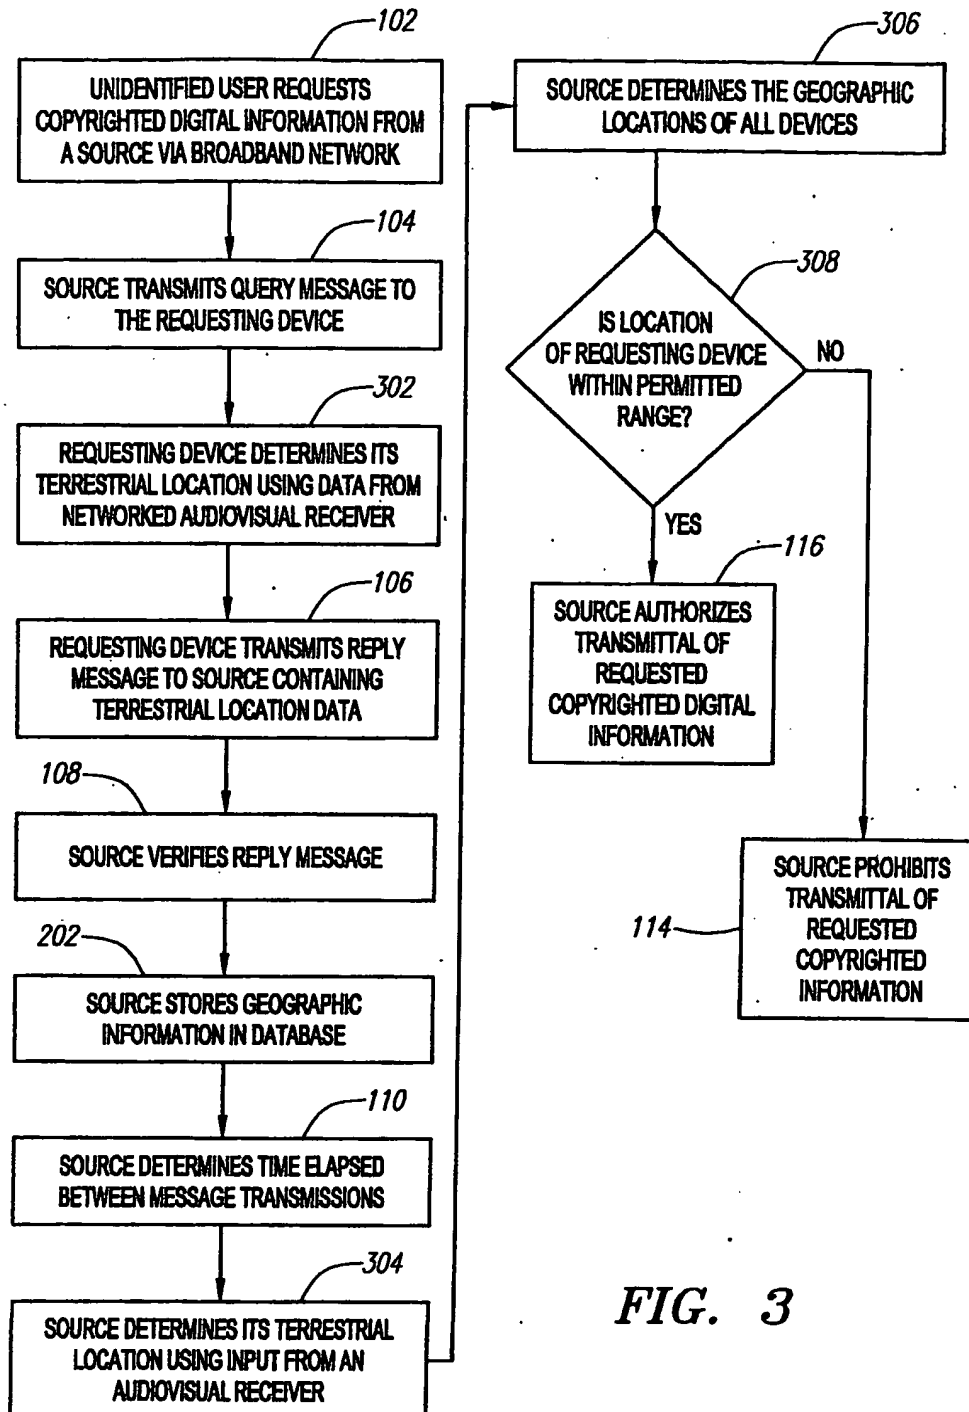 102
UNIDENTIFIED USER REQUESTS
COPYRIGHTED DIGITAL INFORMATION FROM
A SOURCE VIA BROADBAND NETWORK
104
SOURCE TRANSMITS QUERY MESSAGE TO
THE REQUESTING DEVICE
302
REQUESTING DEVICE DETERMINES ITS
TERRESTRIAL LOCATION USING DATA FROM
NETWORKED AUDIOVISUAL RECEIVER
106
REQUESTING DEVICE TRANSMITS REPLY
MESSAGE TO SOURCE CONTAINING
TERRESTRIAL LOCATION DATA
108
SOURCE VERIFIES REPLY MESSAGE
202
SOURCE STORES GEOGRAPHIC
INFORMATION IN DATABASE
110
SOURCE DETERMINES TIME ELAPSED
BETWEEN MESSAGE TRANSMISSIONS
304
SOURCE DETERMINES ITS TERRESTRIAL
LOCATION USING INPUT FROM AN
AUDIOVISUAL RECEIVER
306
SOURCE DETERMINES THE GEOGRAPHIC
LOCATIONS OF ALL DEVICES
308
IS LOCATION
OF REQUESTING DEVICE
WITHIN PERMITTED
RANGE?
NO
YES
116
SOURCE AUTHORIZES
TRANSMITTAL OF
REQUESTED
COPYRIGHTED DIGITAL
INFORMATION
114
SOURCE PROHIBITS
TRANSMITTAL OF
REQUESTED
COPYRIGHTED
INFORMATION
FIG. 3